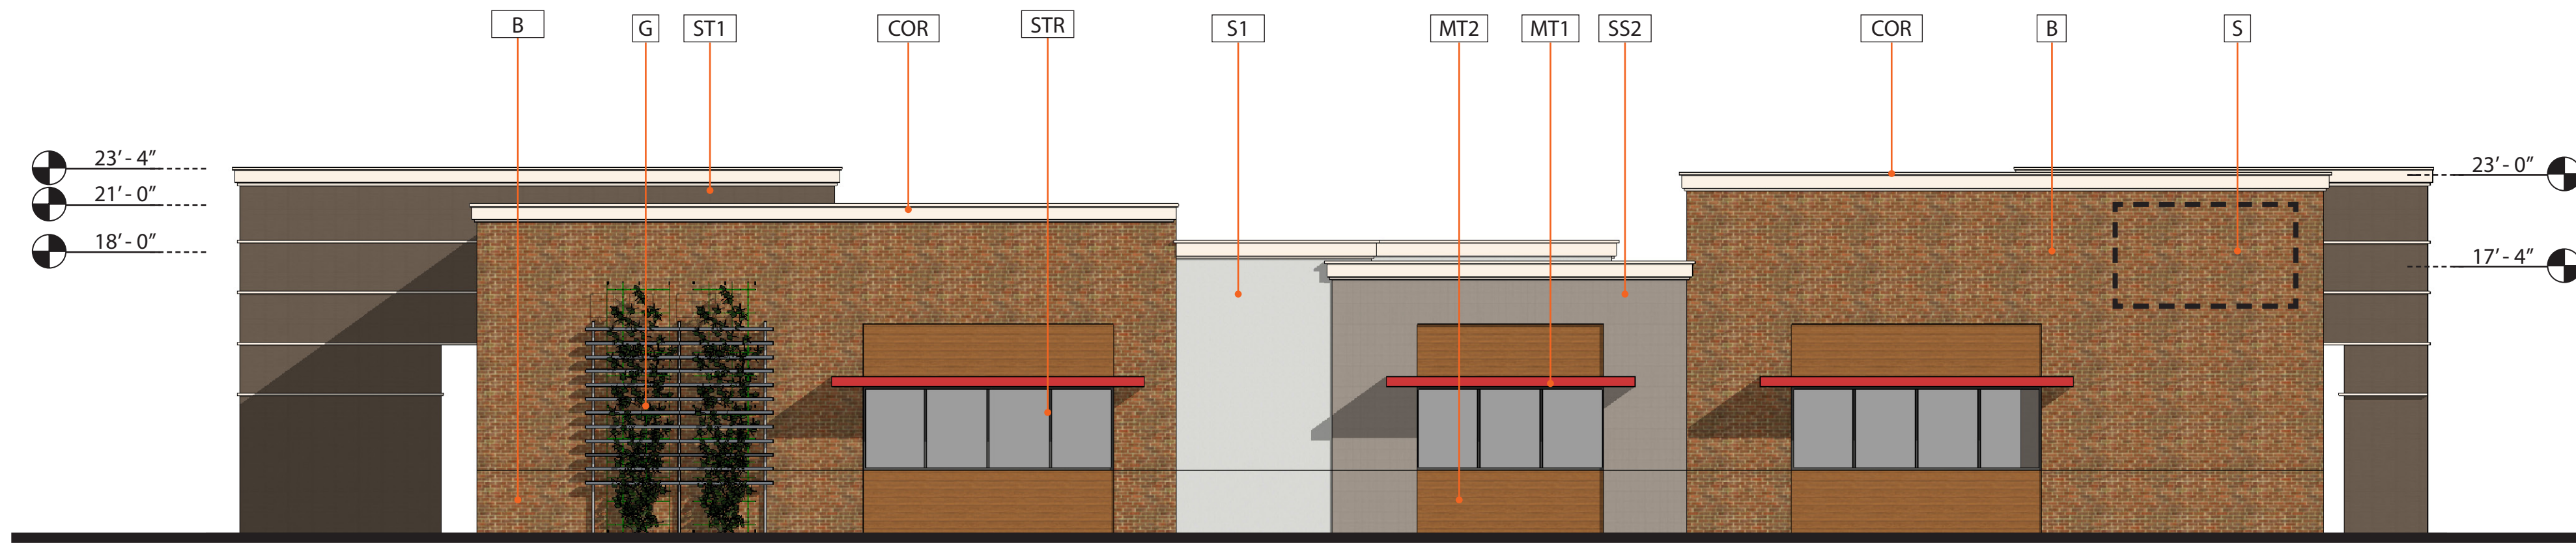 B
G
ST1
COR
STR
S1
MT2
MT1
SS2
COR
B
S
23’ - 4”
21’ - 0”
18’ - 0”
23’ - 0”
17’ - 4”